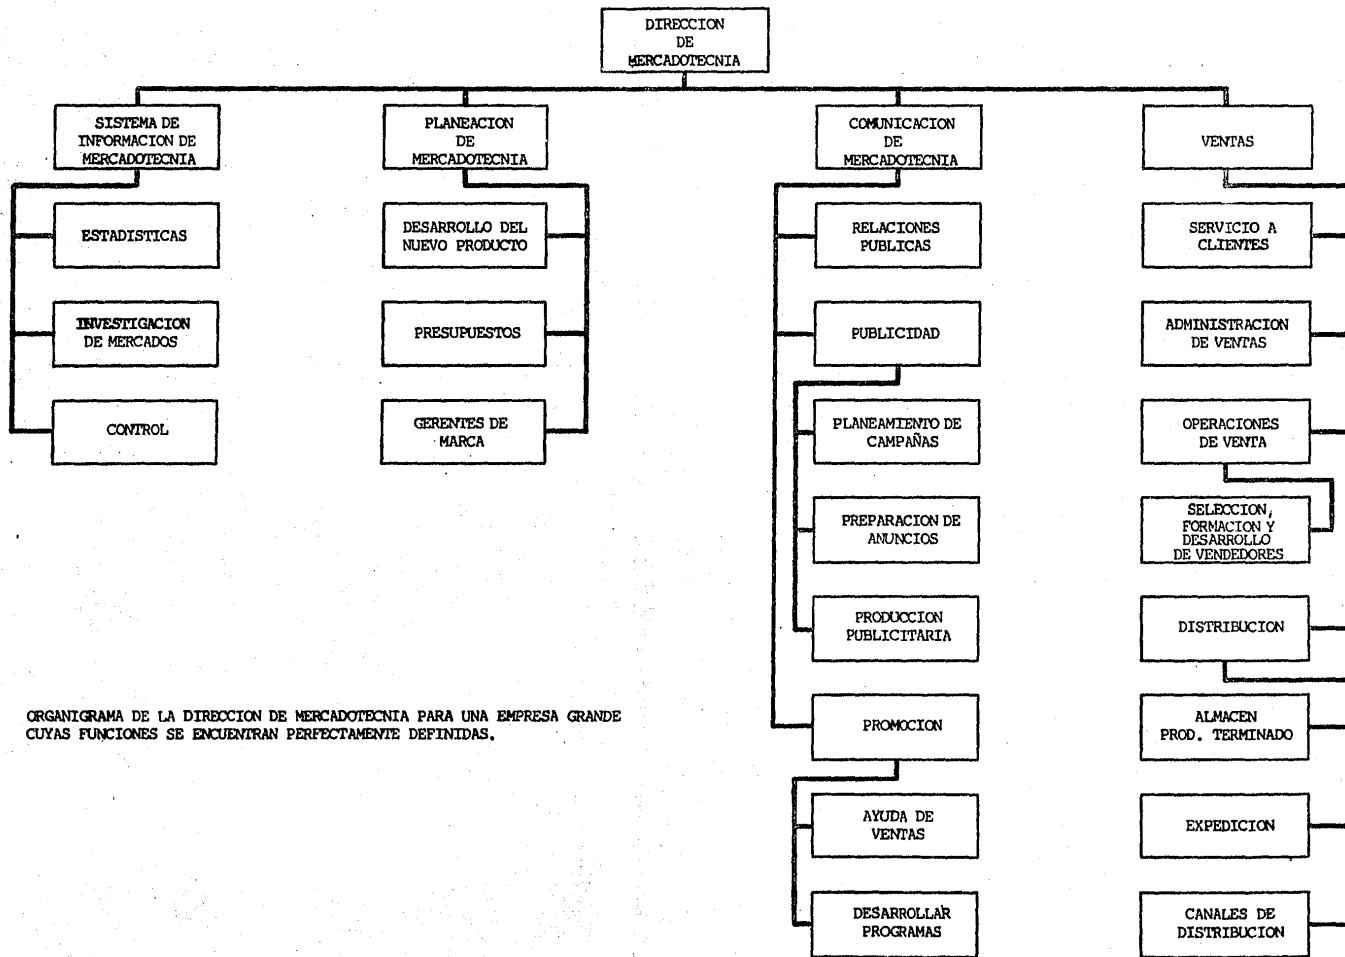 DIRECCION
DE
MERCADOTECNIA
SISTEMA DE
INFORMACION DE
MERCADOTECNIA
ESTADISTICAS
INVESTIGACION
DE MERCADOS
CONTROL
PLANEACION
DE
MERCADOTECNIA
DESARROLLO DEL
NUEVO PRODUCTO
PRESUPUESTOS
GERENTES DE
MARCA
COMUNICACION
DE
MERCADOTECNIA
RELACIONES
PUBLICAS
PUBLICIDAD
PLANEAMIENTO DE
CAMPAÑAS
PREPARACION DE
ANUNCIOS
PRODUCCION
PUBLICITARIA
PROMOCION
AYUDA DE
VENTAS
DESARROLLAR
PROGRAMAS
VENTAS
SERVICIO A
CLIENTES
ADMINISTRACION
DE VENTAS
OPERACIONES
DE VENTA
SELECCION,
FORMACION Y
DESARROLLO
DE VENDEDORES
DISTRIBUCION
ALMACEN
PROD. TERMINADO
EXPEDICION
CANALES DE
DISTRIBUCION
ORGANIGRAMA DE LA DIRECCION DE MERCADOTECNIA PARA UNA EMPRESA GRANDE
CUYAS FUNCIONES SE ENCUENTRAN PERFECTAMENTE DEFINIDAS.